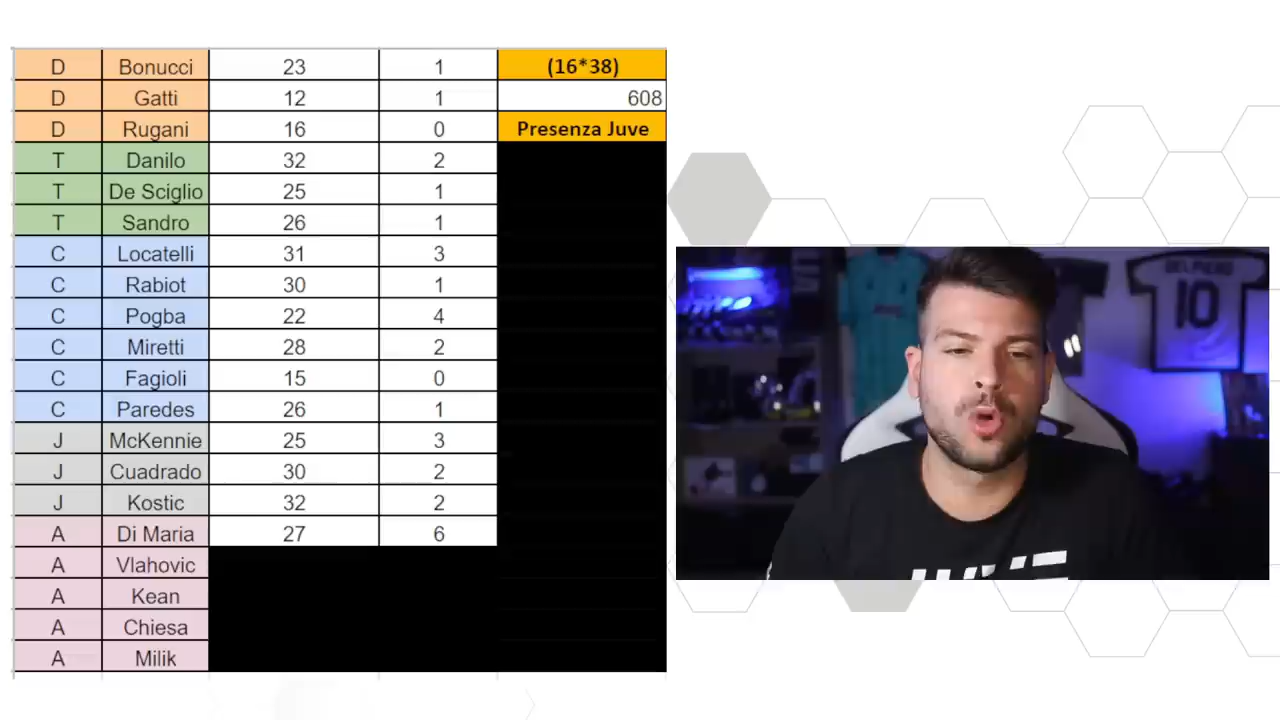 D Bonucci 23 1 (16*38)
D Gatti 12 1 608
D Rugani 16 0 Presenza Juve
T Danilo 32 2
T De Sciglio 25 1
T Sandro 26 1
C Locatelli 31 3
C Rabiot 30 1
C Pogba 22 4
C Miretti 28 2
C Fagioli 15 0
C Paredes 26 1
J McKennie 25 3
J Cuadrado 30 2
J Kostic 32 2
A Di Maria 27 6
A Vlahovic
A Kean
A Chiesa
A Milik
DEL PIERO
10